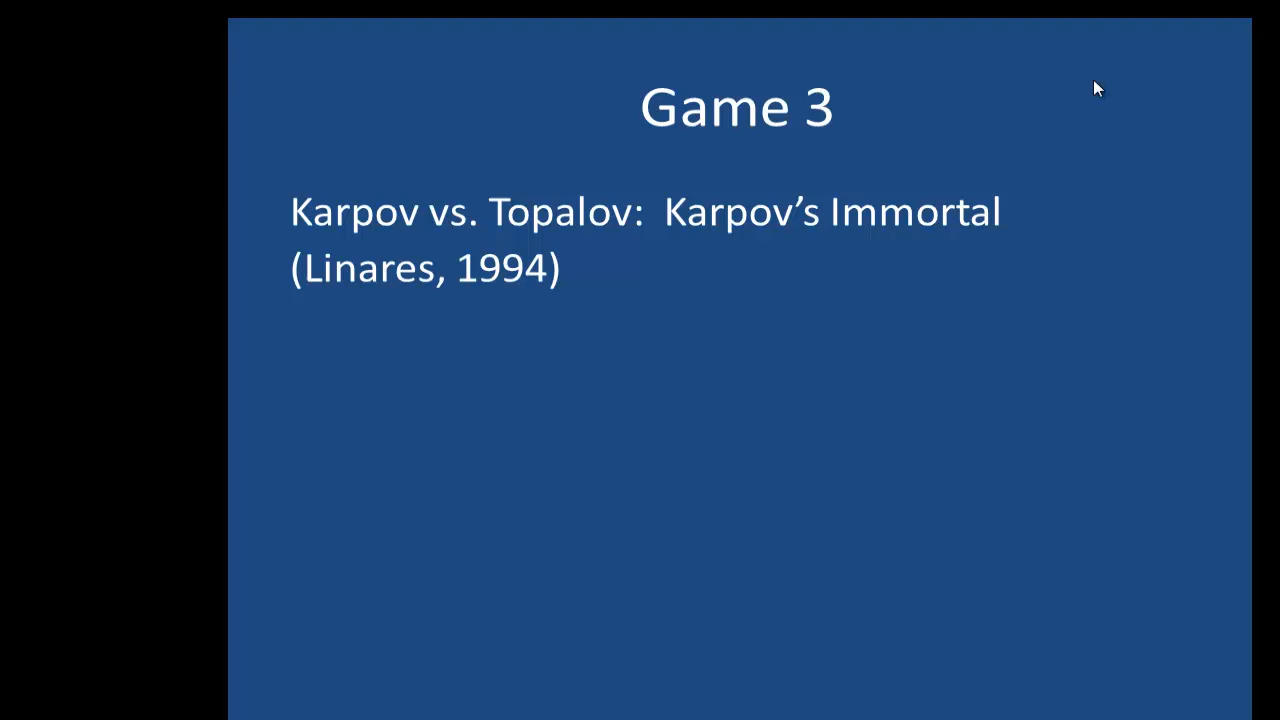 Game 3
Karpov vs. Topalov:  Karpov’s Immortal
(Linares, 1994)